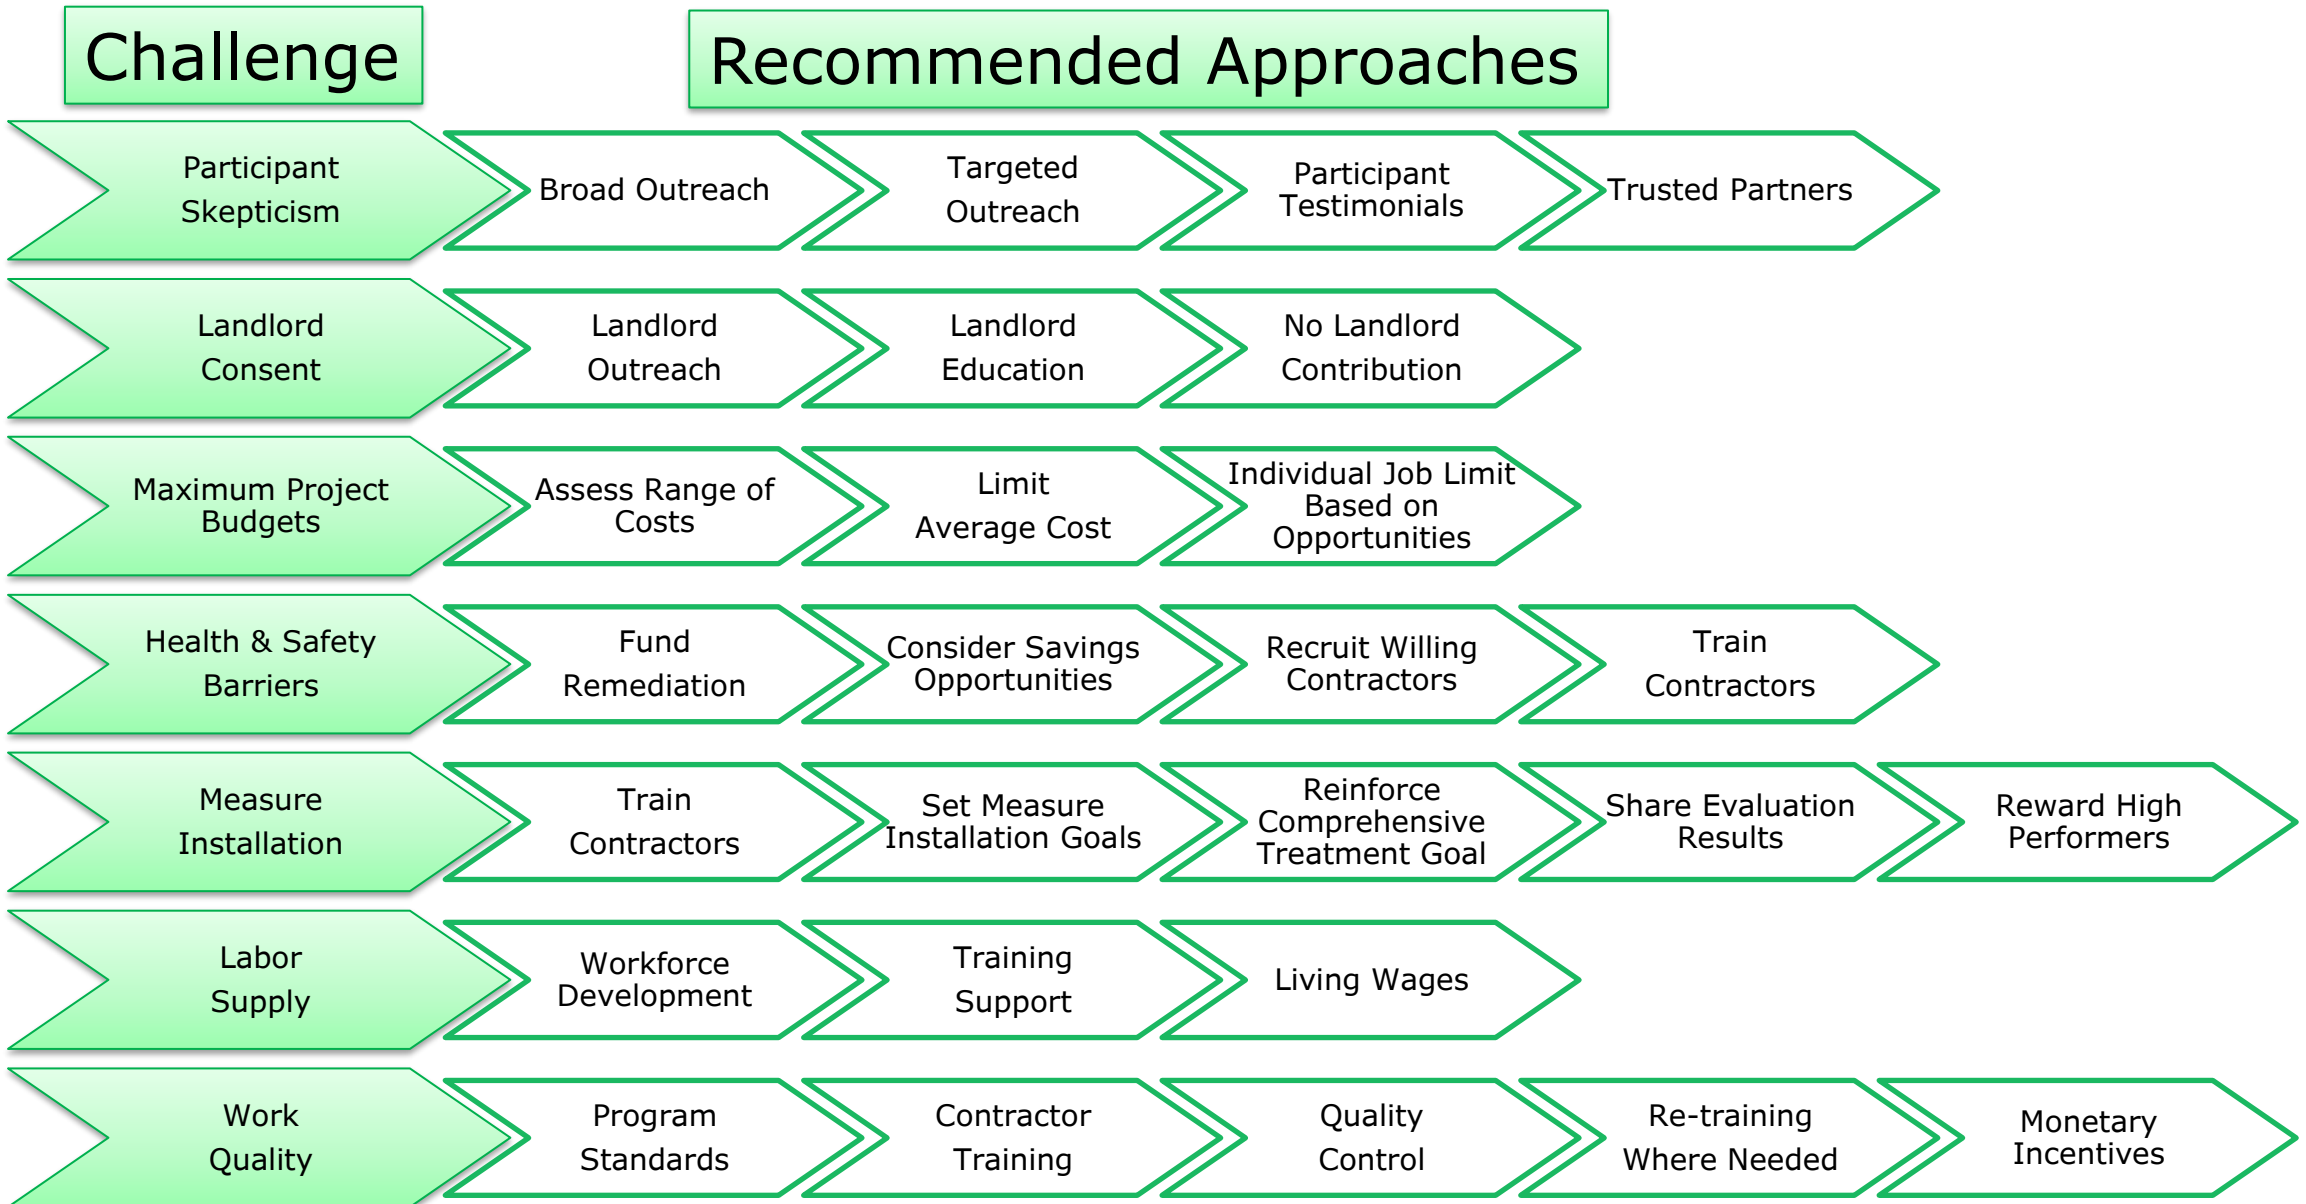 Challenge
Recommended Approaches
Participant
Skepticism
Broad Outreach
Targeted
Outreach
Participant
Testimonials
Trusted Partners
Landlord
Consent
Landlord
Outreach
Landlord
Education
No Landlord
Contribution
Maximum Project
Budgets
Assess Range of
Costs
Limit
Average Cost
Individual Job Limit
Based on
Opportunities
Health & Safety
Barriers
Fund
Remediation
Consider Savings
Opportunities
Recruit Willing
Contractors
Train
Contractors
Measure
Installation
Train
Contractors
Set Measure
Installation Goals
Reinforce
Comprehensive
Treatment Goal
Share Evaluation
Results
Reward High
Performers
Labor
Supply
Workforce
Development
Training
Support
Living Wages
Work
Quality
Program
Standards
Contractor
Training
Quality
Control
Re-training
Where Needed
Monetary
Incentives